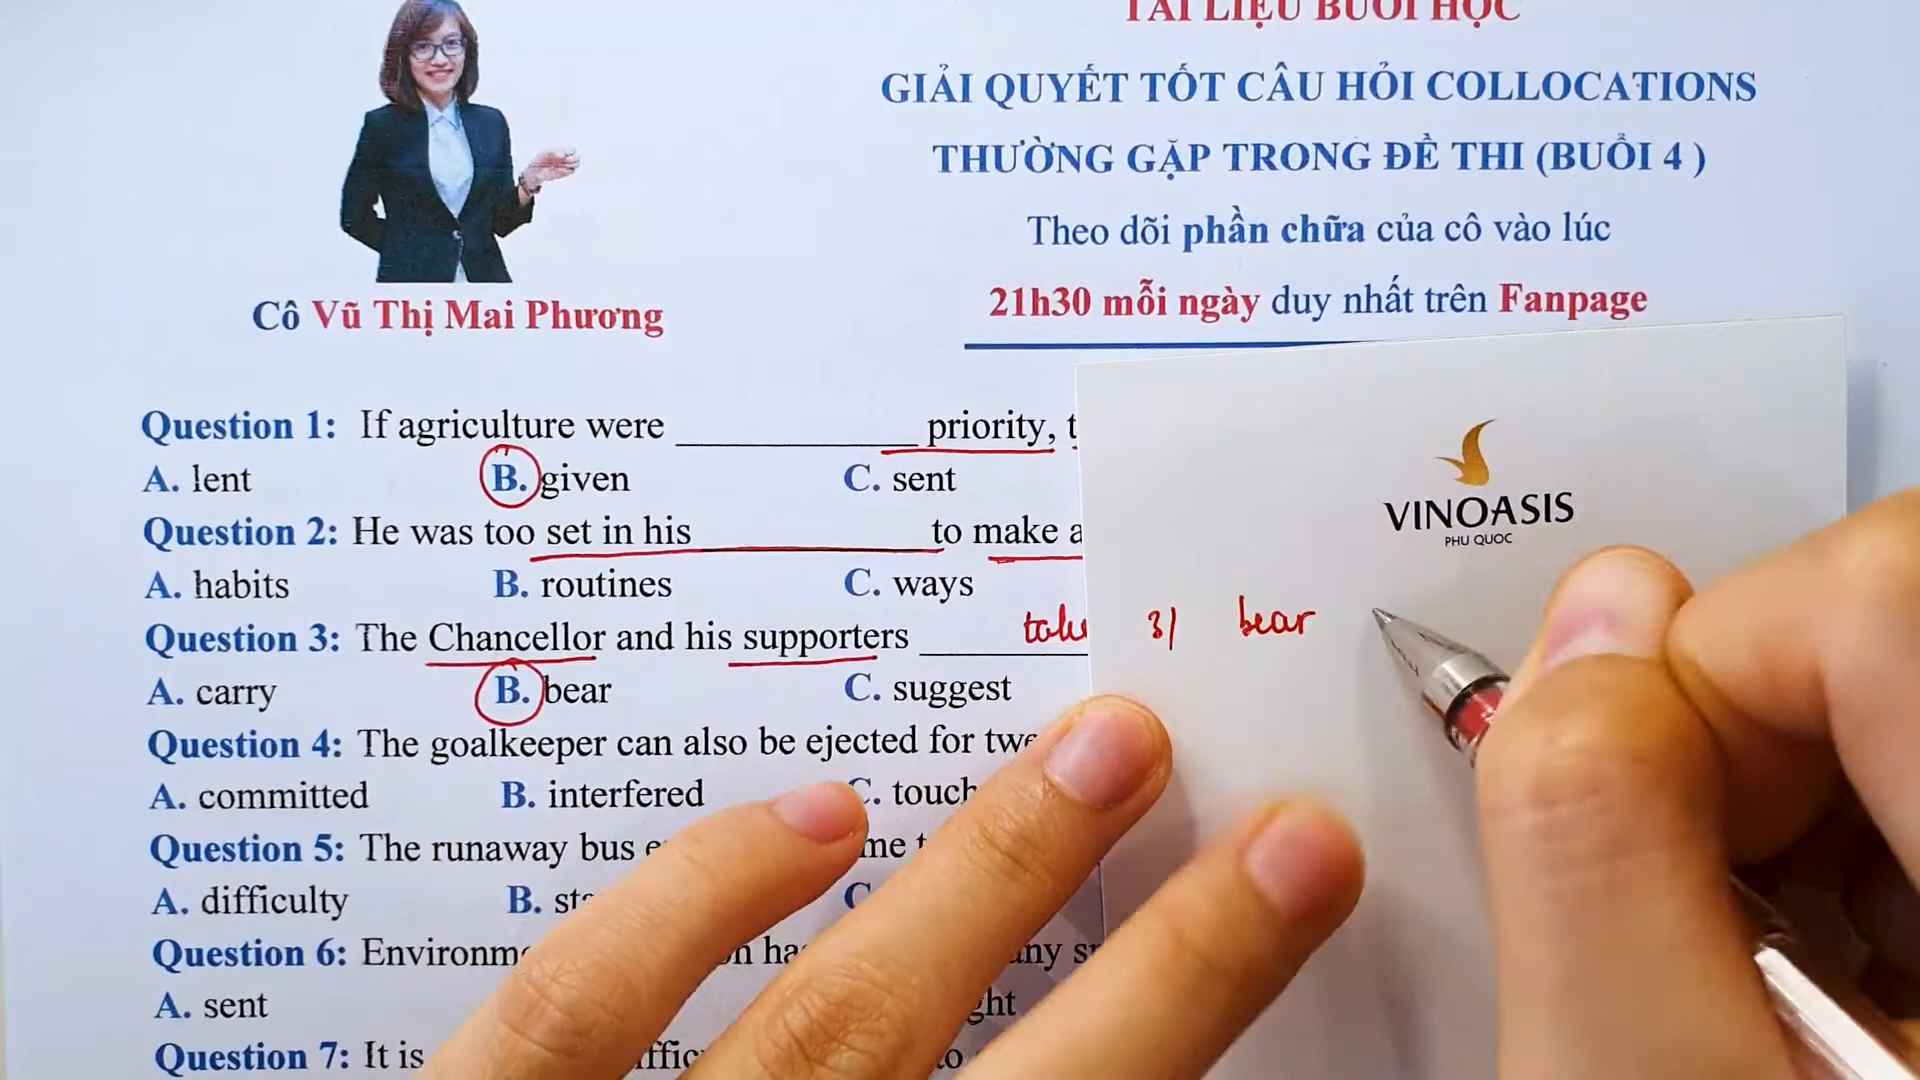 TÀI LIỆU BUỔI HỌC
GIẢI QUYẾT TỐT CÂU HỎI COLLOCATIONS
THƯỜNG GẶP TRONG ĐỀ THI (BUỔI 4 )
Theo dõi phần chữa của cô vào lúc
21h30 mỗi ngày duy nhất trên Fanpage
Cô Vũ Thị Mai Phương
Question 1: If agriculture were ____________ priority,
A. lent B. given C. sent
Question 2: He was too set in his ____________ to make a
A. habits B. routines C. ways
Question 3: The Chancellor and his supporters ________
A. carry B. bear C. suggest
Question 4: The goalkeeper can also be ejected for
A. committed B. interfered C. touch
Question 5: The runaway bus
A. difficulty B. C.
Question 6:
A. sent
Question 7: It is
VINOASIS
PHU QUOC
3) bear